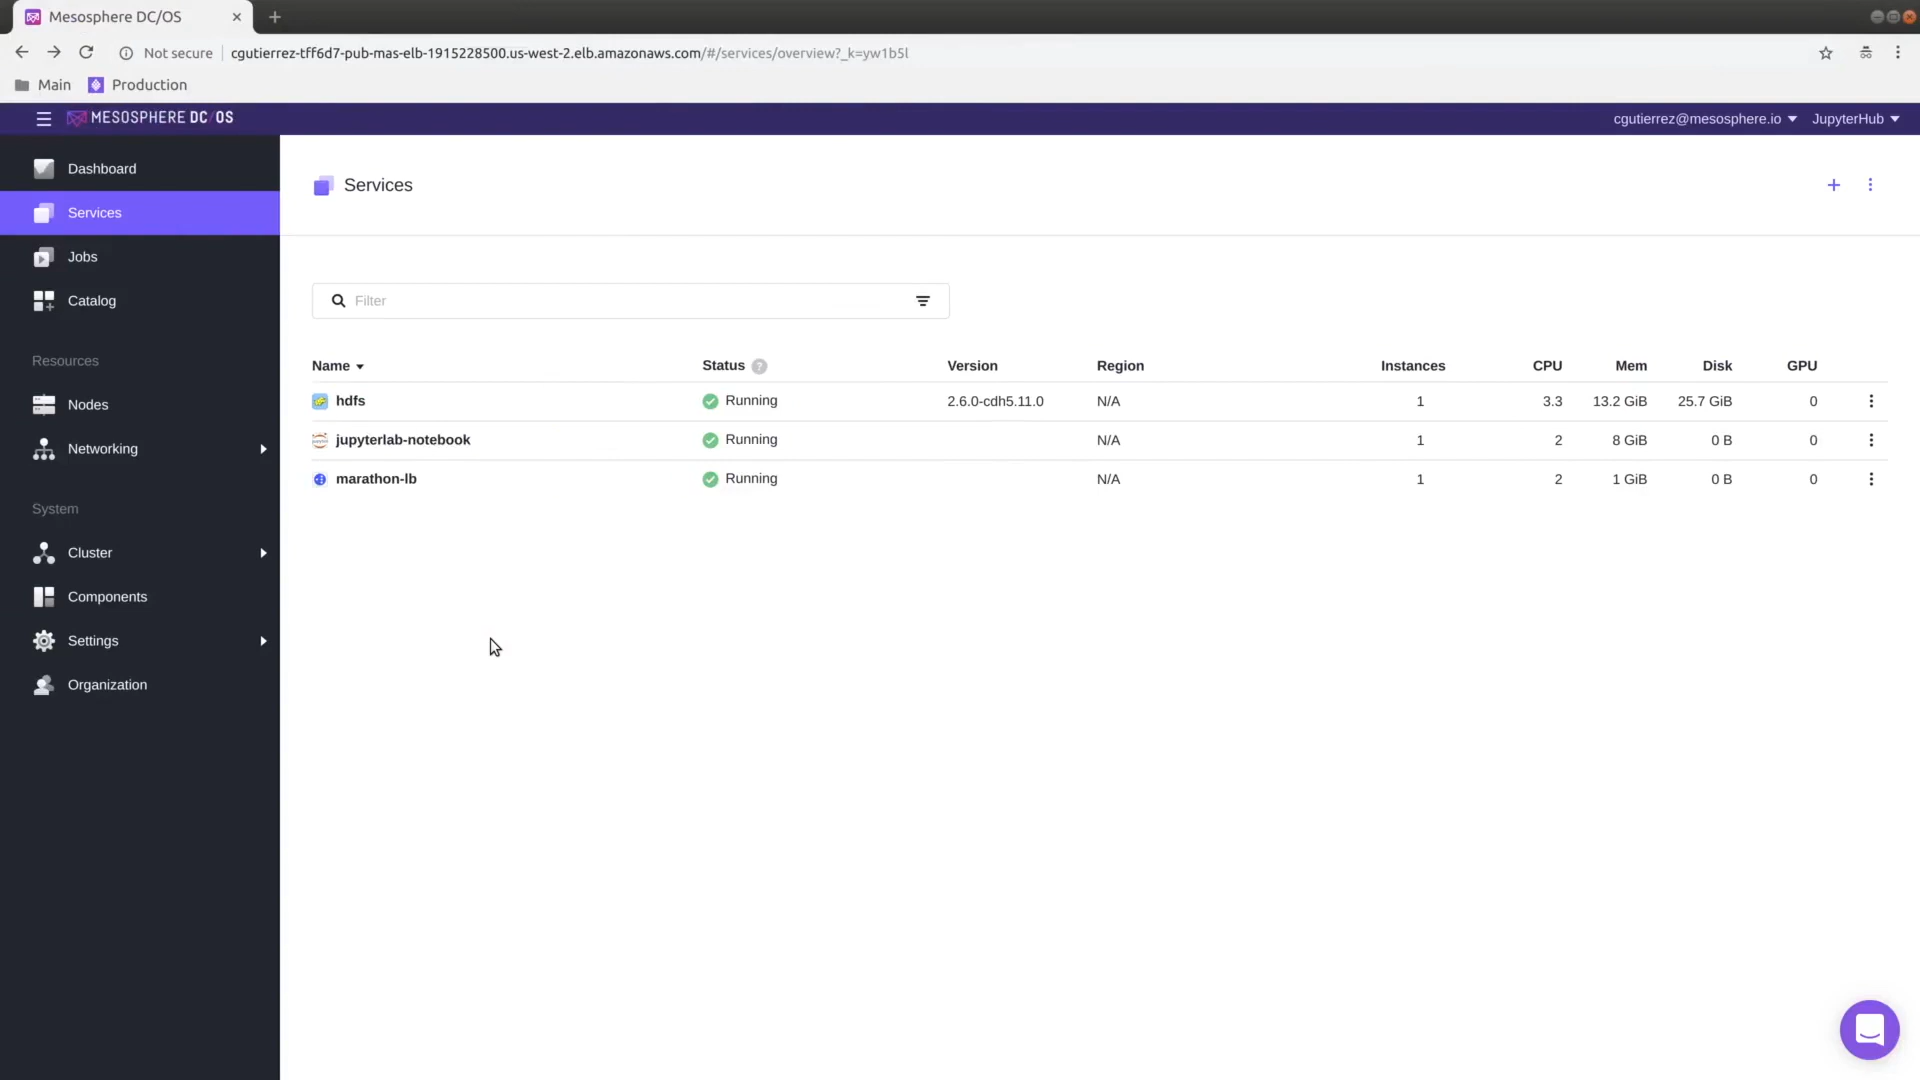 Mesosphere DC/OS
Not secure cgutierrez-tff6d7-pub-mas-elb-1915228500.us-west-2.elb.amazonaws.com/#/services/overview?_k=yw1b5l
Main Production
MESOSPHERE DC/OS cgutierrez@mesosphere.io JupyterHub
Dashboard
Services
Jobs
Catalog
Resources
Nodes
Networking
System
Cluster
Components
Settings
Organization
Services
Filter
Name Status ? Version Region Instances CPU Mem Disk GPU
hdfs Running 2.6.0-cdh5.11.0 N/A 1 3.3 13.2 GiB 25.7 GiB 0
jupyterlab-notebook Running N/A 1 2 8 GiB 0 B 0
marathon-lb Running N/A 1 2 1 GiB 0 B 0